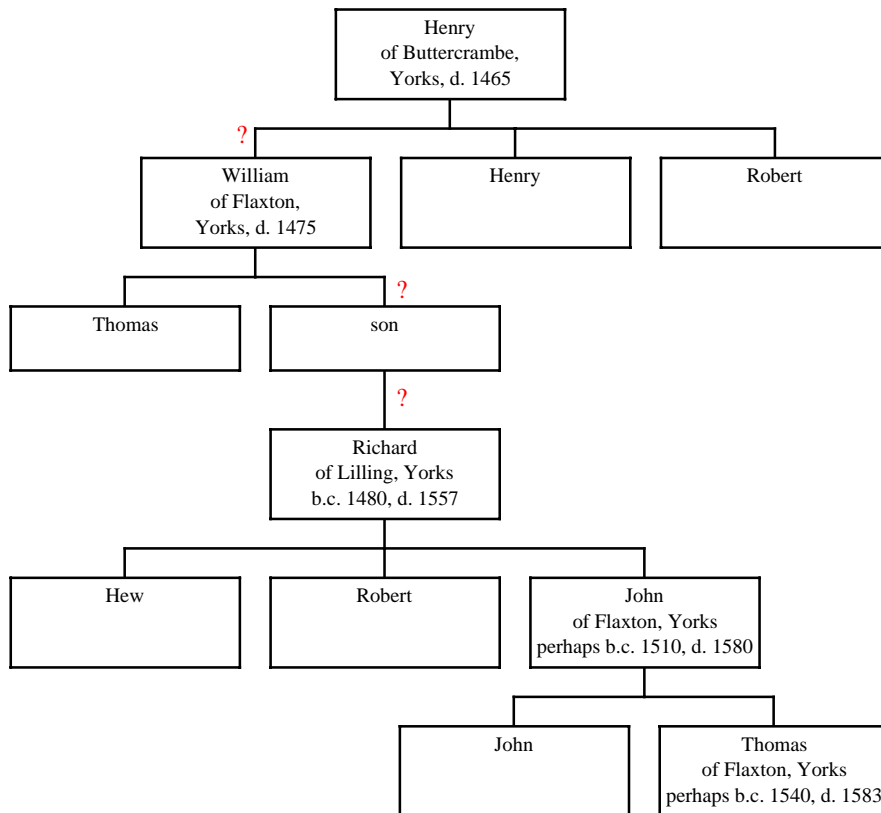 Henry
of Buttercrambe,
Yorks, d. 1465
?
William
of Flaxton,
Yorks, d. 1475
Henry
Robert
?
Thomas
son
?
Richard
of Lilling, Yorks
b.c. 1480, d. 1557
Hew
Robert
John
of Flaxton, Yorks
perhaps b.c. 1510, d. 1580
John
Thomas
of Flaxton, Yorks
perhaps b.c. 1540, d. 1583